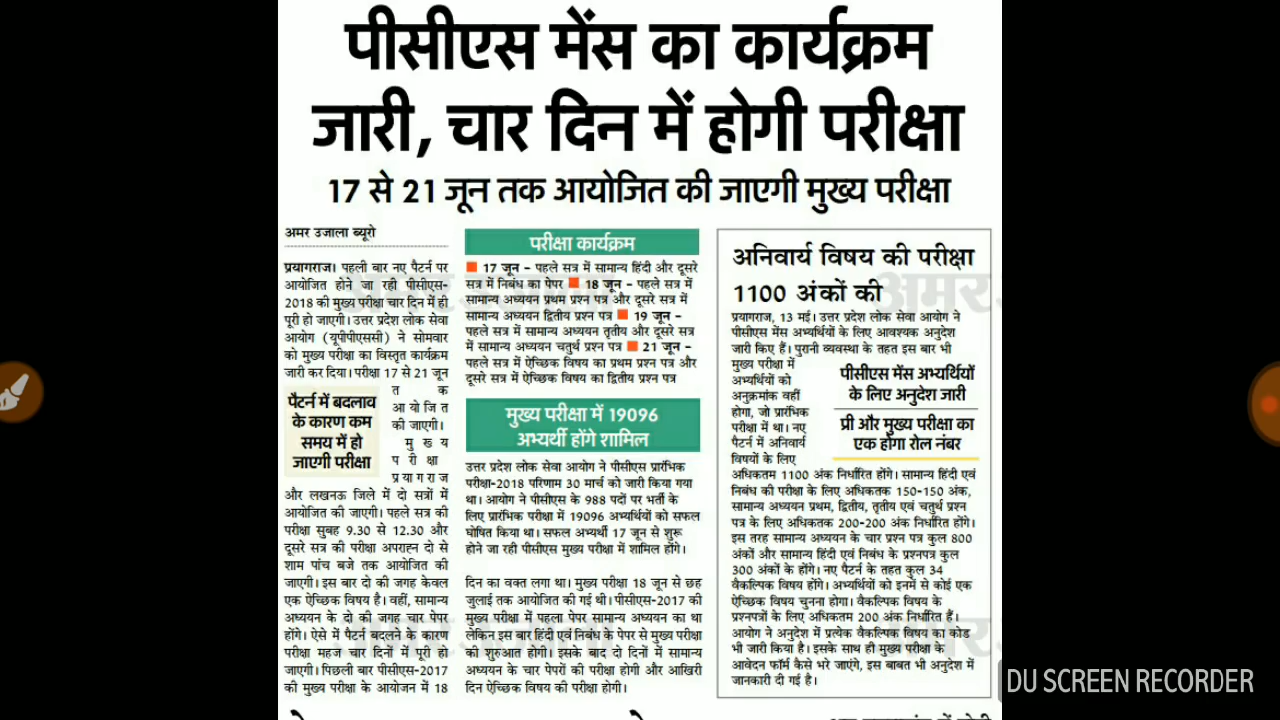 पीसीएस मेंस का कार्यक्रम
जारी, चार दिन में होगी परीक्षा
17 से 21 जून तक आयोजित की जाएगी मुख्य परीक्षा
अमर उजाला ब्यूरो
प्रयागराज। पहली बार नए पैटर्न पर
आयोजित होने जा रही पीसीएस-
2018 की मुख्य परीक्षा चार दिन में ही
पूरी हो जाएगी। उत्तर प्रदेश लोक सेवा
आयोग (यूपीपीएससी) ने सोमवार
को मुख्य परीक्षा का विस्तृत कार्यक्रम
जारी कर दिया। परीक्षा 17 से 21 जून
त क
आ यो जि त
की जाएगी।
मु ख्य
प री क्षा
प्र या ग रा ज
पैटर्न में बदलाव
के कारण कम
समय में हो
जाएगी परीक्षा
और लखनऊ जिले में दो सत्रों में
आयोजित की जाएगी। पहले सत्र की
परीक्षा सुबह 9.30 से 12.30 और
दूसरे सत्र की परीक्षा अपराह्न दो से
शाम पांच बजे तक आयोजित की
जाएगी। इस बार दो की जगह केवल
एक ऐच्छिक विषय है। वहीं, सामान्य
अध्ययन के दो की जगह चार पेपर
होंगे। ऐसे में पैटर्न बदलने के कारण
परीक्षा महज चार दिनों में पूरी हो
जाएगी। पिछली बार पीसीएस-2017
की मुख्य परीक्षा के आयोजन में 18
परीक्षा कार्यक्रम
17 जून - पहले सत्र में सामान्य हिंदी और दूसरे
सत्र में निबंध का पेपर 18 जून - पहले सत्र में
सामान्य अध्ययन प्रथम प्रश्न पत्र और दूसरे सत्र में
सामान्य अध्ययन द्वितीय प्रश्न पत्र 19 जून -
पहले सत्र में सामान्य अध्ययन तृतीय और दूसरे सत्र
में सामान्य अध्ययन चतुर्थ प्रश्न पत्र 21 जून -
पहले सत्र में ऐच्छिक विषय का प्रथम प्रश्न पत्र और
दूसरे सत्र में ऐच्छिक विषय का द्वितीय प्रश्न पत्र
मुख्य परीक्षा में 19096
अभ्यर्थी होंगे शामिल
उत्तर प्रदेश लोक सेवा आयोग ने पीसीएस प्रारंभिक
परीक्षा-2018 परिणाम 30 मार्च को जारी किया गया
था। आयोग ने पीसीएस के 988 पदों पर भर्ती के
लिए प्रारंभिक परीक्षा में 19096 अभ्यर्थियों को सफल
घोषित किया था। सफल अभ्यर्थी 17 जून से शुरू
होने जा रही पीसीएस मुख्य परीक्षा में शामिल होंगे।
दिन का वक्त लगा था। मुख्य परीक्षा 18 जून से छह
जुलाई तक आयोजित की गई थी। पीसीएस-2017 की
मुख्य परीक्षा में पहला पेपर सामान्य अध्ययन का था
लेकिन इस बार हिंदी एवं निबंध के पेपर से मुख्य परीक्षा
की शुरुआत होगी। इसके बाद दो दिनों में सामान्य
अध्ययन के चार पेपरों की परीक्षा होगी और आखिरी
दिन ऐच्छिक विषय की परीक्षा होगी।
अनिवार्य विषय की परीक्षा
1100 अंकों की
प्रयागराज, 13 मई। उत्तर प्रदेश लोक सेवा आयोग ने
पीसीएस मेंस अभ्यर्थियों के लिए आवश्यक अनुदेश
जारी किए हैं। पुरानी व्यवस्था के तहत इस बार भी
मुख्य परीक्षा में
अभ्यर्थियों को
अनुक्रमांक वहीं
होगा, जो प्रारंभिक
परीक्षा में था। नए
पैटर्न में अनिवार्य
विषयों के लिए
पीसीएस मेंस अभ्यर्थियों
के लिए अनुदेश जारी
प्री और मुख्य परीक्षा का
एक होगा रोल नंबर
अधिकतम 1100 अंक निर्धारित होंगे। सामान्य हिंदी एवं
निबंध की परीक्षा के लिए अधिकतक 150-150 अंक,
सामान्य अध्ययन प्रथम, द्वितीय, तृतीय एवं चतुर्थ प्रश्न
पत्र के लिए अधिकतक 200-200 अंक निर्धारित होंगे।
इस तरह सामान्य अध्ययन के चार प्रश्न पत्र कुल 800
अंकों और सामान्य हिंदी एवं निबंध के प्रश्नपत्र कुल
300 अंकों के होंगे। नए पैटर्न के तहत कुल 34
वैकल्पिक विषय होंगे। अभ्यर्थियों को इनमें से कोई एक
ऐच्छिक विषय चुनना होगा। वैकल्पिक विषय के
प्रश्नपत्रों के लिए अधिकतम 200 अंक निर्धारित हैं।
आयोग ने अनुदेश में प्रत्येक वैकल्पिक विषय का कोड
भी जारी किया है। इसके साथ ही मुख्य परीक्षा के
आवेदन फॉर्म कैसे भरे जाएंगे, इस बाबत भी अनुदेश में
जानकारी दी गई है।
DU SCREEN RECORDER